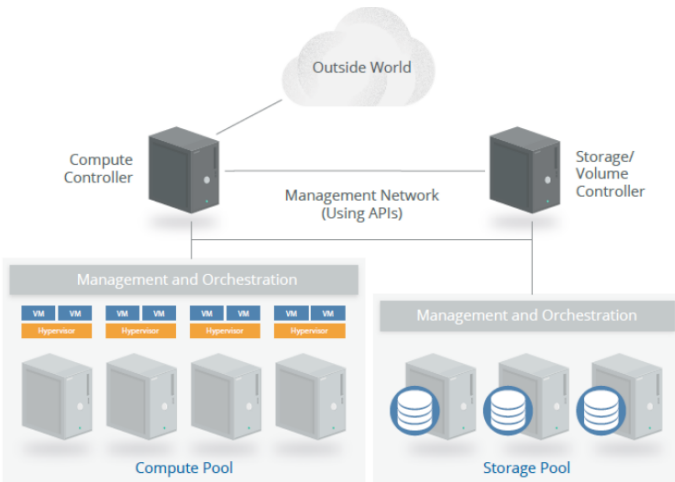 Outside World
Compute
Controller
Storage/
Volume
Controller
Management Network
(Using APIs)
Management and Orchestration
VM VM VM VM VM VM VM VM
Hypervisor Hypervisor Hypervisor Hypervisor
Management and Orchestration
Compute Pool
Storage Pool